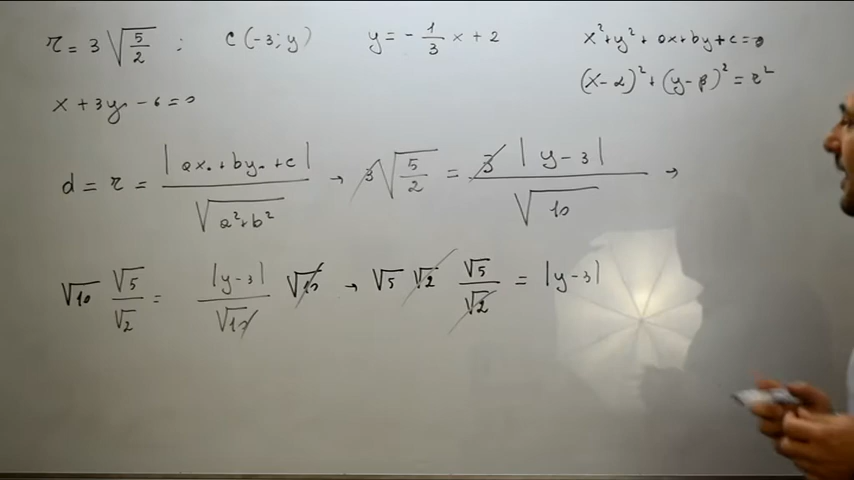 r = 3 √(5/2) ; C (-3; y) y = - 1/3 x + 2 x² + y² + ax + by + c = 0
(x - α)² + (y - β)² = r²
x + 3y - 6 = 0
d = r = |ax₀ + by₀ + c| / √(a² + b²) → 3 √(5/2) = 3 |y - 3| / √10 →
√10 √5/√2 = |y - 3| / √10 √10 → √5 √2 √5/√2 = |y - 3|